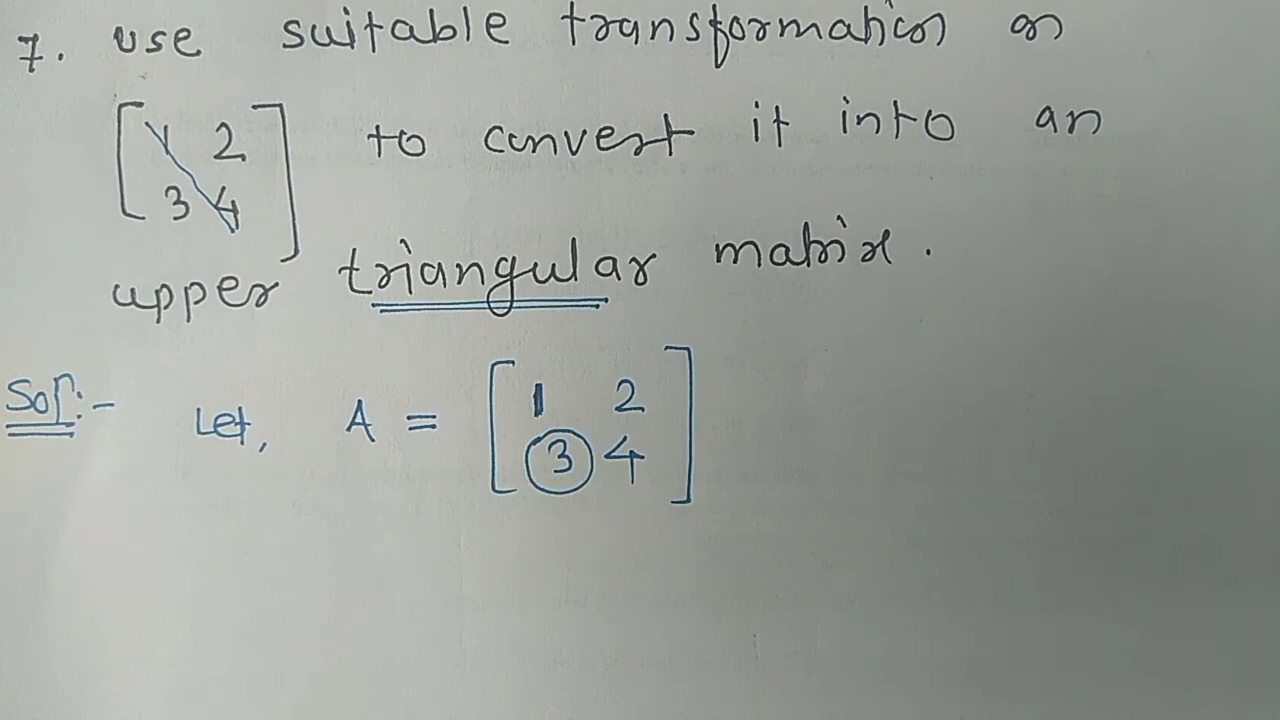 7. use suitable transformation on
[1 2
3 4] to convert it into an
upper triangular matrix.
Sol:- Let, A = [1 2
3 4]